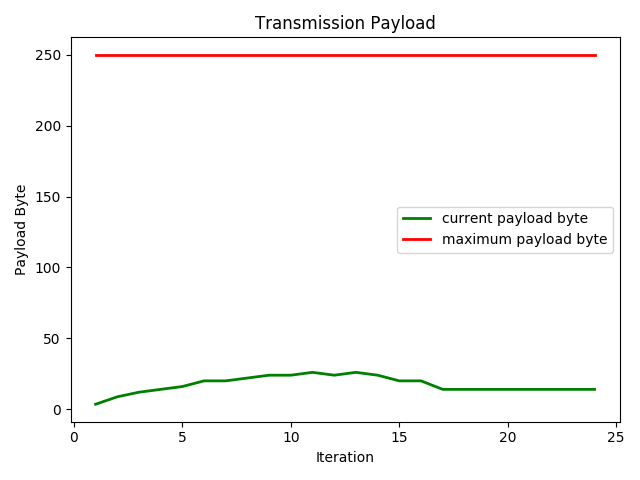 Transmission Payload
250
200
150
100
50
0
Payload Byte
current payload byte
maximum payload byte
0 5 10 15 20 25
Iteration